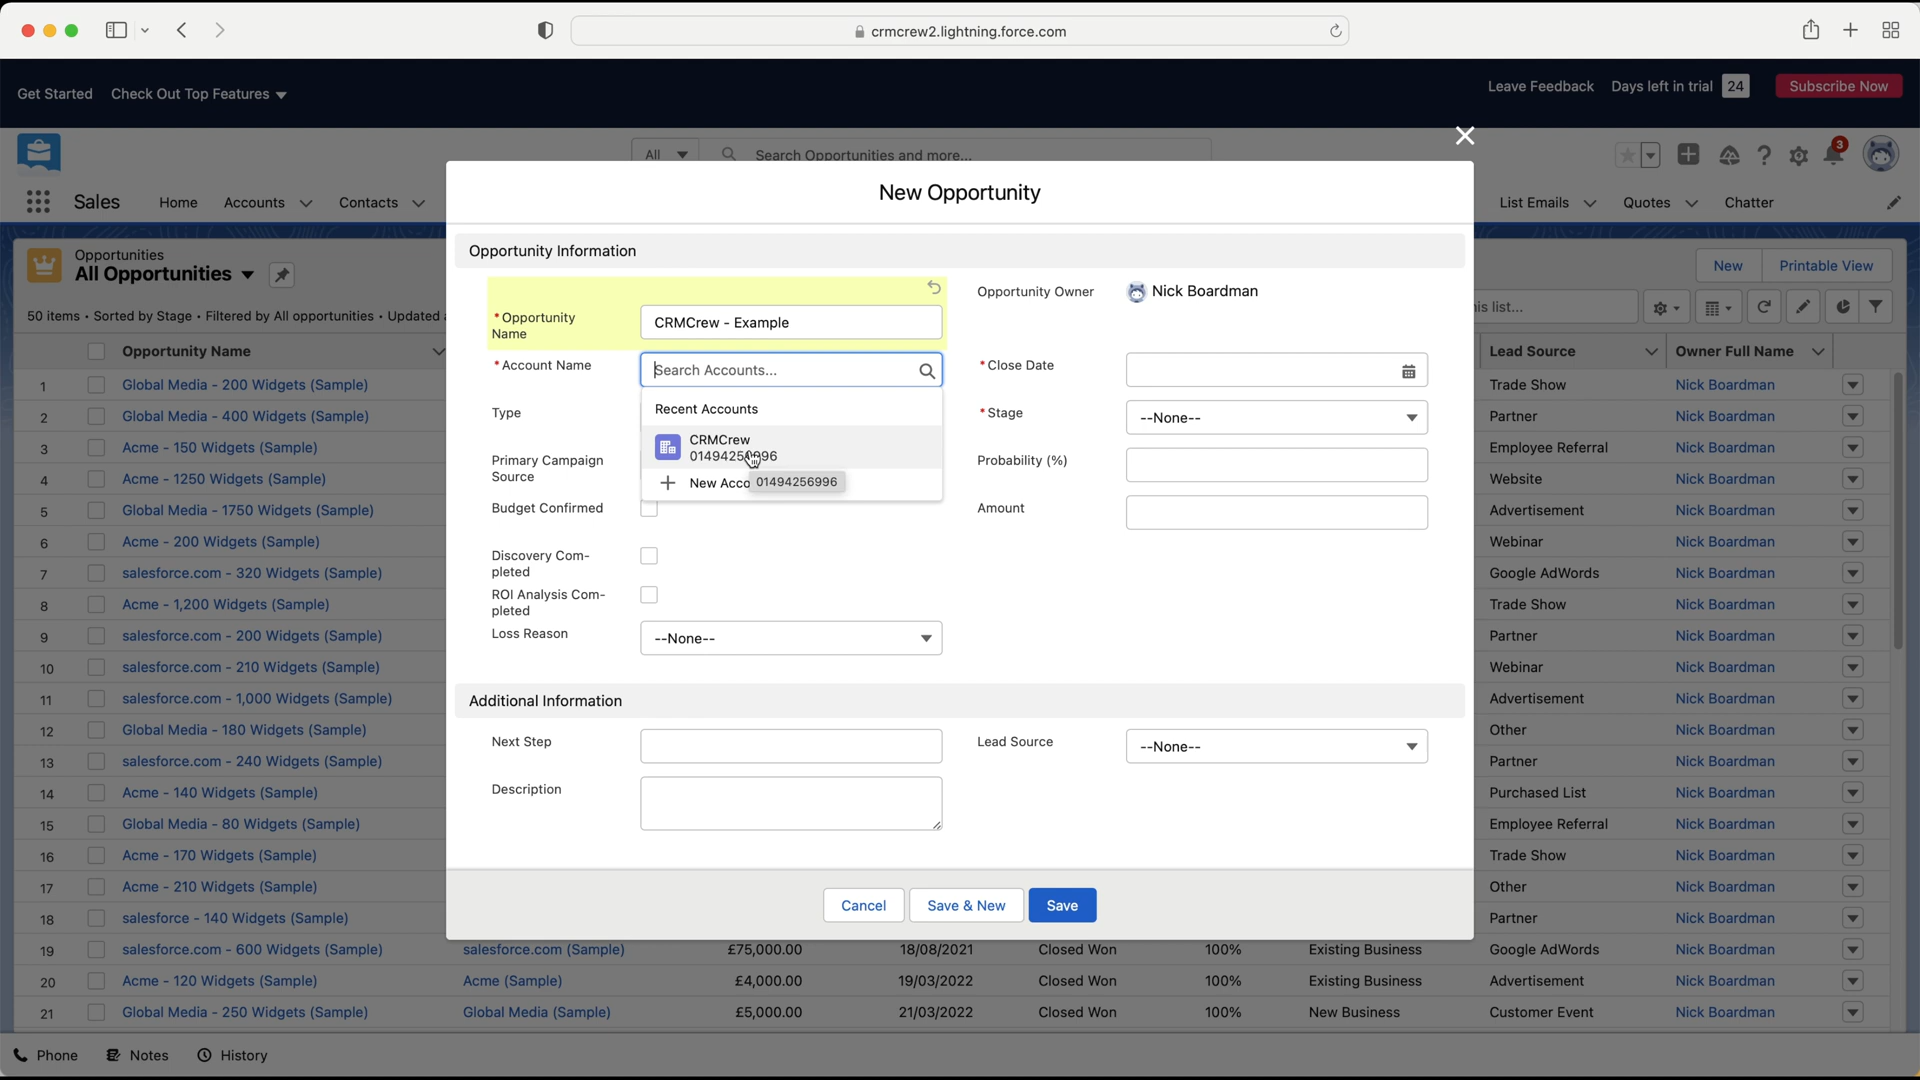 crmcrew2.lightning.force.com
Get Started Check Out Top Features
Leave Feedback Days left in trial 24 Subscribe Now
All Search Opportunities and more...
3
Sales Home Accounts Contacts
List Emails Quotes Chatter
Opportunities
All Opportunities
New Printable View
50 items • Sorted by Stage • Filtered by All opportunities • Updated
list...
Opportunity Name
Lead Source Owner Full Name
1 Global Media - 200 Widgets (Sample) Trade Show Nick Boardman
2 Global Media - 400 Widgets (Sample) Partner Nick Boardman
3 Acme - 150 Widgets (Sample) Employee Referral Nick Boardman
4 Acme - 1250 Widgets (Sample) Website Nick Boardman
5 Global Media - 1750 Widgets (Sample) Advertisement Nick Boardman
6 Acme - 200 Widgets (Sample) Webinar Nick Boardman
7 salesforce.com - 320 Widgets (Sample) Google AdWords Nick Boardman
8 Acme - 1,200 Widgets (Sample) Trade Show Nick Boardman
9 salesforce.com - 200 Widgets (Sample) Partner Nick Boardman
10 salesforce.com - 210 Widgets (Sample) Webinar Nick Boardman
11 salesforce.com - 1,000 Widgets (Sample) Advertisement Nick Boardman
12 Global Media - 180 Widgets (Sample) Other Nick Boardman
13 salesforce.com - 240 Widgets (Sample) Partner Nick Boardman
14 Acme - 140 Widgets (Sample) Purchased List Nick Boardman
15 Global Media - 80 Widgets (Sample) Employee Referral Nick Boardman
16 Acme - 170 Widgets (Sample) Trade Show Nick Boardman
17 Acme - 210 Widgets (Sample) Other Nick Boardman
18 salesforce - 140 Widgets (Sample) Partner Nick Boardman
19 salesforce.com - 600 Widgets (Sample) salesforce.com (Sample) £75,000.00 18/08/2021 Closed Won 100% Existing Business Google AdWords Nick Boardman
20 Acme - 120 Widgets (Sample) Acme (Sample) £4,000.00 19/03/2022 Closed Won 100% Existing Business Advertisement Nick Boardman
21 Global Media - 250 Widgets (Sample) Global Media (Sample) £5,000.00 21/03/2022 Closed Won 100% New Business Customer Event Nick Boardman
New Opportunity
Opportunity Information
*Opportunity
Name
CRMCrew - Example
Opportunity Owner Nick Boardman
*Account Name Search Accounts...
*Close Date
Recent Accounts
CRMCrew
New Acco
01494256996
Type
*Stage --None--
Primary Campaign
Source
Probability (%)
Budget Confirmed
Amount
Discovery Com-
pleted
ROI Analysis Com-
pleted
Loss Reason --None--
Additional Information
Next Step
Lead Source --None--
Description
Cancel Save & New Save
Phone Notes History